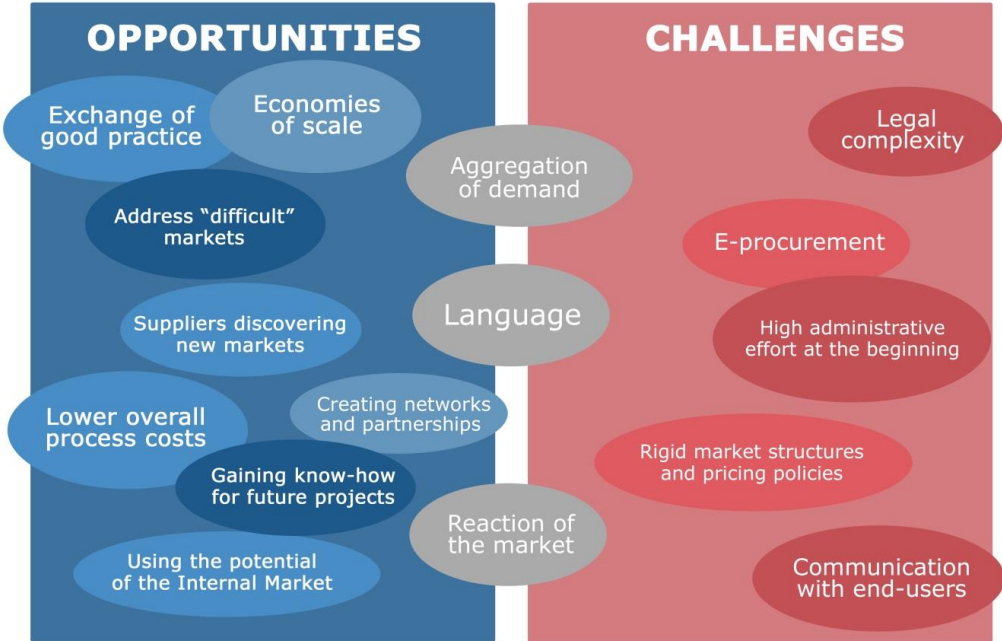 OPPORTUNITIES
Exchange of
good practice
Economies
of scale
Address “difficult”
markets
Suppliers discovering
new markets
Lower overall
process costs
Creating networks
and partnerships
Gaining know-how
for future projects
Using the potential
of the Internal Market
Aggregation
of demand
Language
Reaction of
the market
CHALLENGES
Legal
complexity
E-procurement
High administrative
effort at the beginning
Rigid market structures
and pricing policies
Communication
with end-users